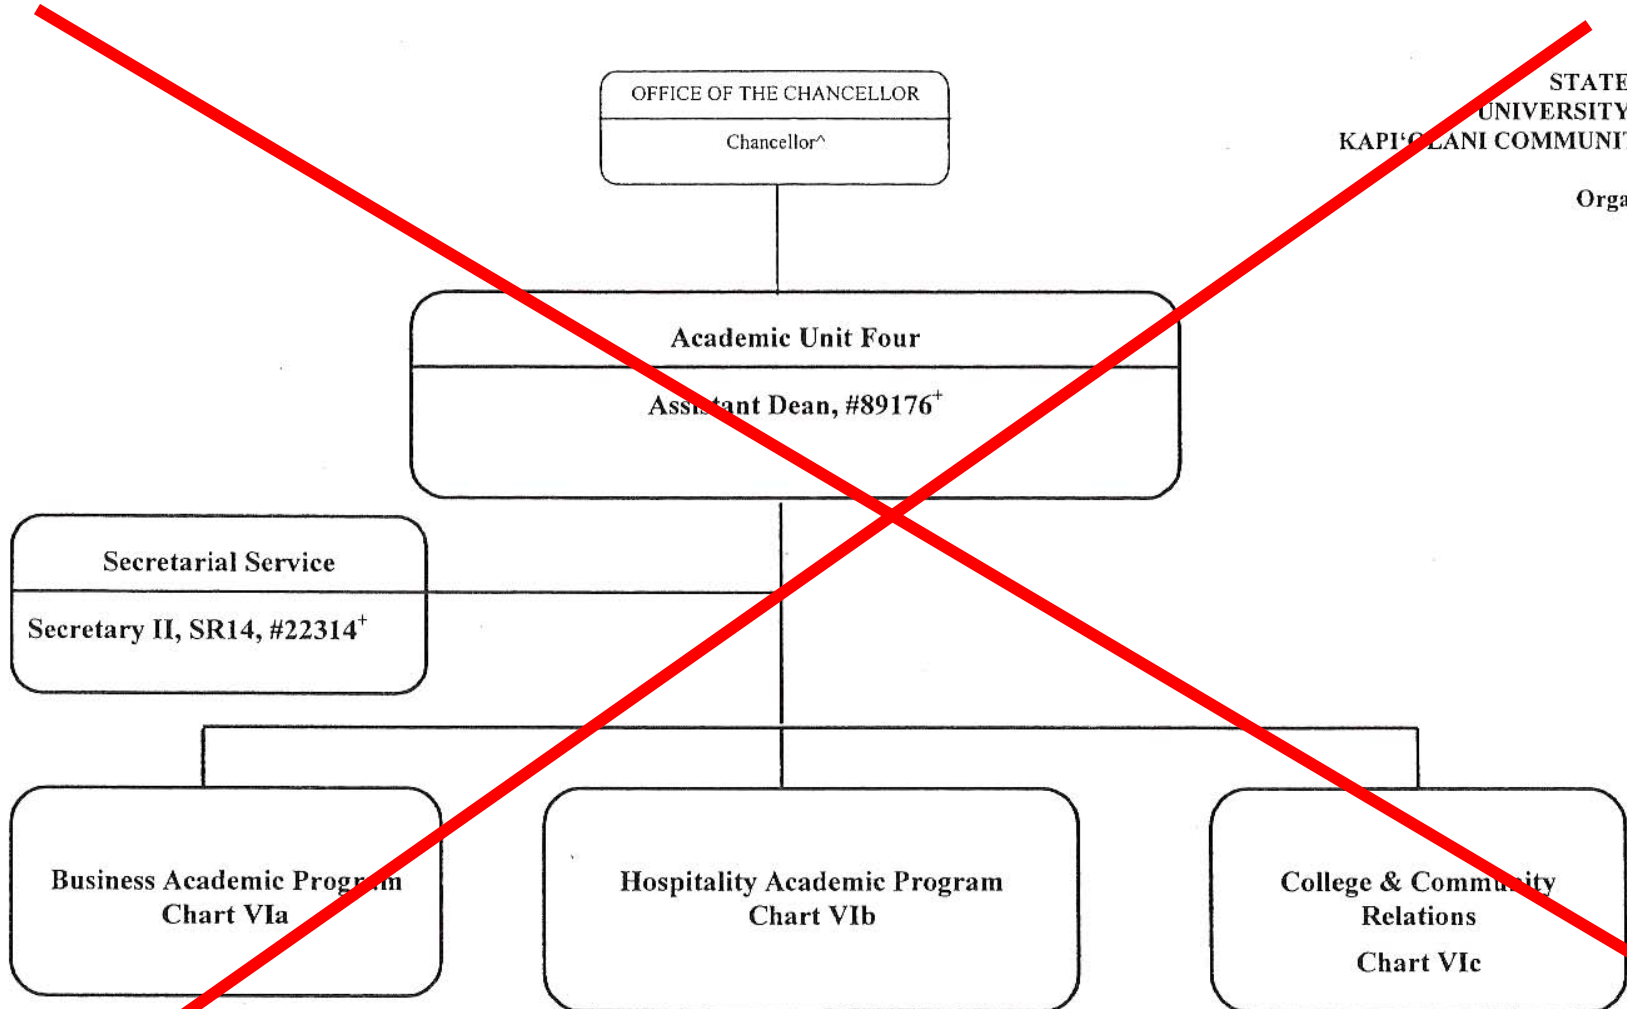 OFFICE OF THE CHANCELLOR
Chancellor^
STATE
UNIVERSITY
KAPI‘OLANI COMMUNIT
Orga
Academic Unit Four
Assistant Dean, #89176+
Secretarial Service
Secretary II, SR14, #22314+
Business Academic Program
Chart VIa
Hospitality Academic Program
Chart VIb
College & Community
Relations
Chart VIc